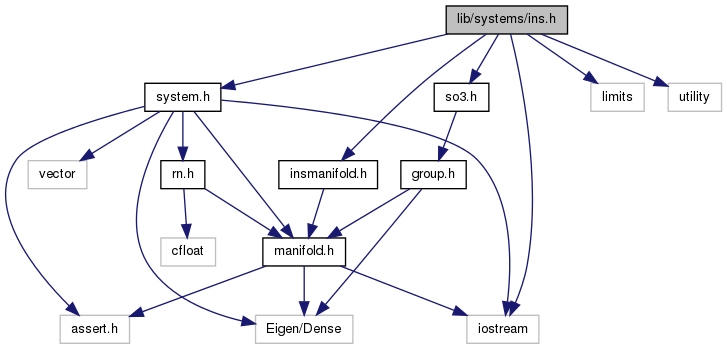 lib/systems/ins.h
system.h
so3.h
limits
utility
vector
rn.h
insmanifold.h
group.h
cfloat
manifold.h
assert.h
Eigen/Dense
iostream